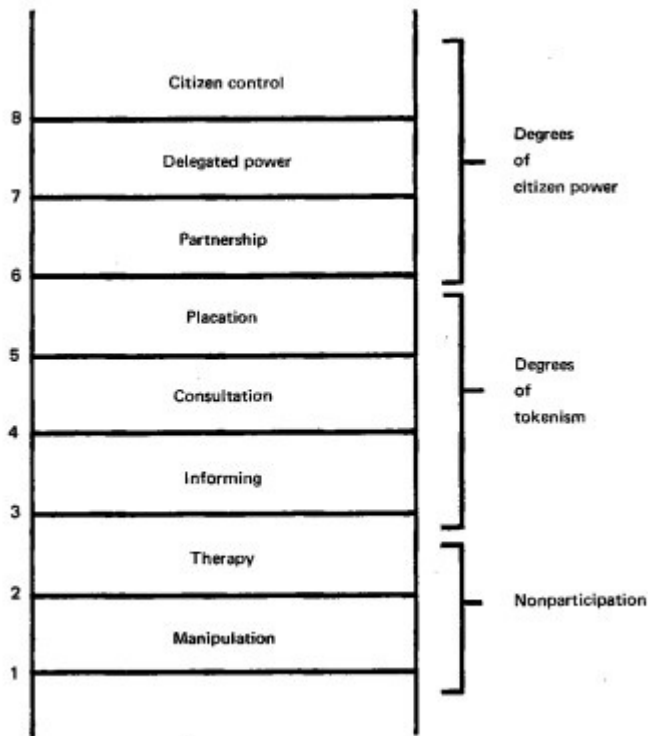 Citizen control
8
Delegated power
7
Partnership
6
Placation
5
Consultation
4
Informing
3
Therapy
2
Manipulation
1
Degrees
of
citizen power
Degrees
of
tokenism
Nonparticipation